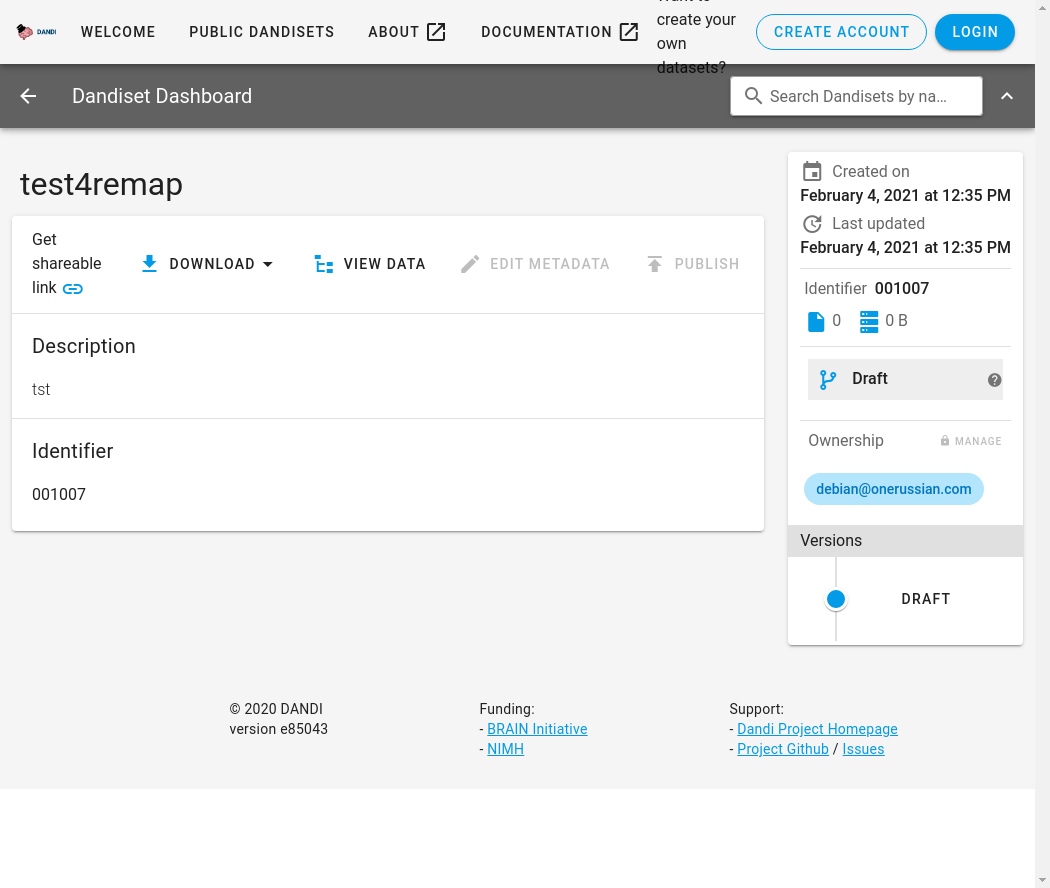 DANDI
WELCOME
PUBLIC DANDISETS
ABOUT
DOCUMENTATION
create your
own
datasets?
CREATE ACCOUNT
LOGIN
Dandiset Dashboard
Search Dandisets by na...
test4remap
Get
shareable
link
DOWNLOAD
VIEW DATA
EDIT METADATA
PUBLISH
Description
tst
Identifier
001007
Created on
February 4, 2021 at 12:35 PM
Last updated
February 4, 2021 at 12:35 PM
Identifier 001007
0
0 B
Draft
Ownership
MANAGE
debian@onerussian.com
Versions
DRAFT
© 2020 DANDI
version e85043
Funding:
- BRAIN Initiative
- NIMH
Support:
- Dandi Project Homepage
- Project Github / Issues